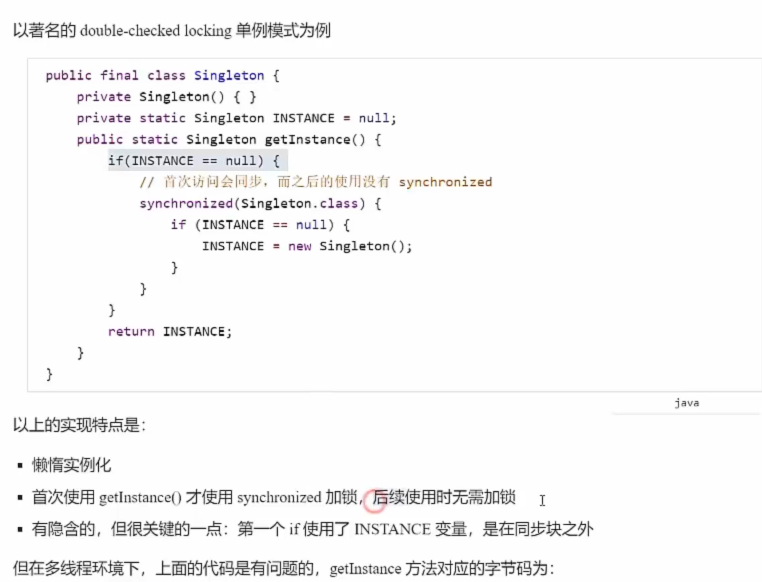 以著名的 double-checked locking 单例模式为例
public final class Singleton {
    private Singleton() { }
    private static Singleton INSTANCE = null;
    public static Singleton getInstance() {
        if(INSTANCE == null) {
            // 首次访问会同步，而之后的使用没有 synchronized
            synchronized(Singleton.class) {
                if (INSTANCE == null) {
                    INSTANCE = new Singleton();
                }
            }
        }
        return INSTANCE;
    }
}
java
以上的实现特点是：
▪ 懒惰实例化
▪ 首次使用 getInstance() 才使用 synchronized 加锁，后续使用时无需加锁
▪ 有隐含的，但很关键的一点：第一个 if 使用了 INSTANCE 变量，是在同步块之外
但在多线程环境下，上面的代码是有问题的，getInstance 方法对应的字节码为：